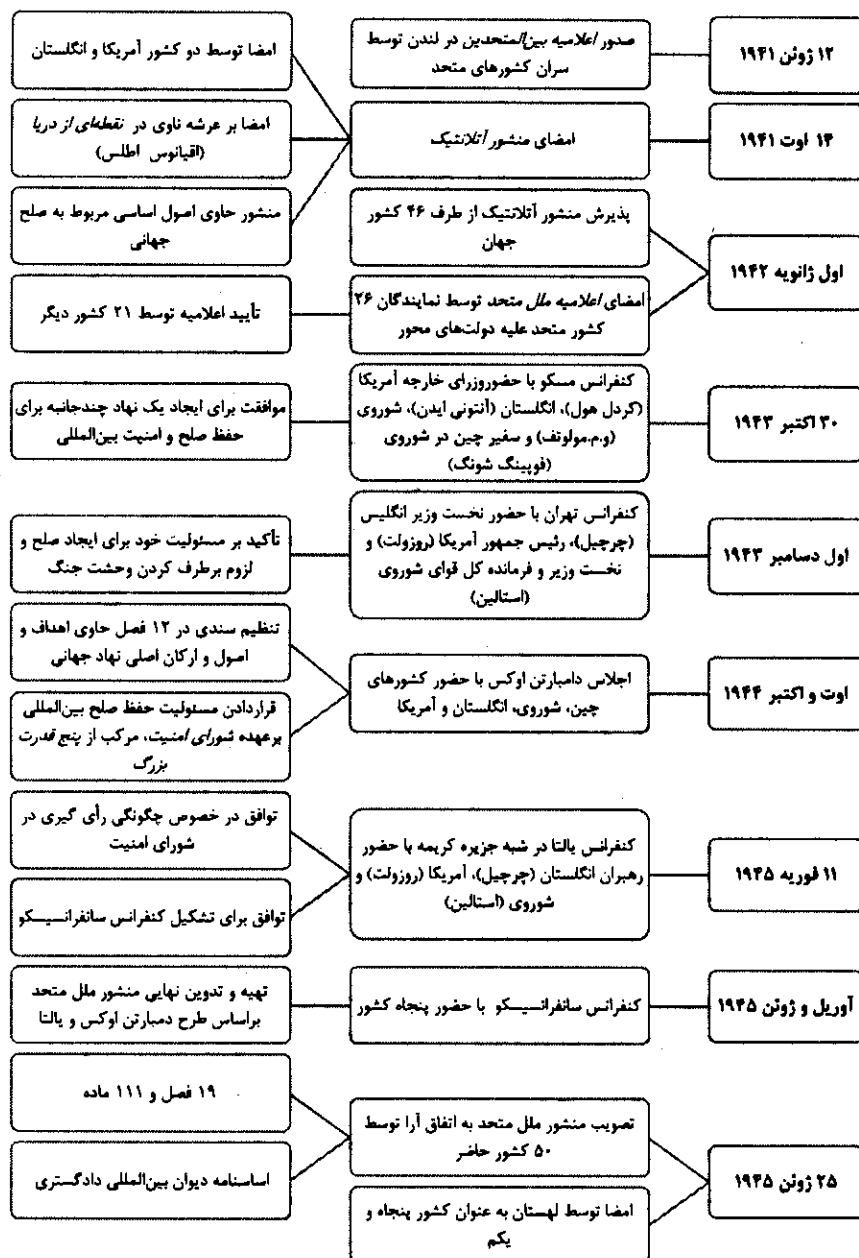 ۱۲ ژوئن ۱۹۴۱
صدور اعلامیه بین‌المتحدین در لندن توسط
سران کشورهای متحد
۱۴ اوت ۱۹۴۱
امضای منشور آتلانتیک
امضا توسط دو کشور آمریکا و انگلستان
امضا بر عرشه ناوی در نقطه‌ای از دریا
(اقیانوس اطلس)
منشور حاوی اصول اساسی مربوط به صلح
جهانی
اول ژانویه ۱۹۴۲
پذیرش منشور آتلانتیک از طرف ۴۶ کشور
جهان
امضای اعلامیه ملل متحد توسط نمایندگان ۲۶
کشور متحد علیه دولت‌های محور
تأیید اعلامیه توسط ۲۱ کشور دیگر
۳۰ اکتبر ۱۹۴۳
کنفرانس مسکو با حضوروزرای خارجه آمریکا
(کردل هول)، انگلستان (آنتونی ایدن)، شوروی
(و.م.مولوتف) و سفیر چین در شوروی
(فوپینگ شونگ)
موافقت برای ایجاد یک نهاد چندجانبه برای
حفظ صلح و امنیت بین‌المللی
اول دسامبر ۱۹۴۳
کنفرانس تهران با حضور نخست وزیر انگلیس
(چرچیل)، رئیس جمهور آمریکا (روزولت) و
نخست وزیر و فرمانده کل قوای شوروی
(استالین)
تأکید بر مسئولیت خود برای ایجاد صلح و
لزوم برطرف کردن وحشت جنگ
اوت و اکتبر ۱۹۴۴
اجلاس دامبارتن اوکس با حضور کشورهای
چین، شوروی، انگلستان و آمریکا
تنظیم سندی در ۱۲ فصل حاوی اهداف و
اصول و ارکان اصلی نهاد جهانی
قراردادن مسئولیت حفظ صلح بین‌المللی
برعهده شورای امنیت، مرکب از پنج قدرت
بزرگ
۱۱ فوریه ۱۹۴۵
کنفرانس یالتا در شبه جزیره کریمه با حضور
رهبران انگلستان (چرچیل)، آمریکا (روزولت) و
شوروی (استالین)
توافق در خصوص چگونگی رأی گیری در
شورای امنیت
توافق برای تشکیل کنفرانس سانفرانسیسکو
آوریل و ژوئن ۱۹۴۵
کنفرانس سانفرانسیسکو با حضور پنجاه کشور
تهیه و تدوین نهایی منشور ملل متحد
براساس طرح دمبارتن اوکس و یالتا
۲۵ ژوئن ۱۹۴۵
تصویب منشور ملل متحد به اتفاق آرا توسط
۵۰ کشور حاضر
۱۹ فصل و ۱۱۱ ماده
اساسنامه دیوان بین‌المللی دادگستری
امضا توسط لهستان به عنوان کشور پنجاه و
یکم